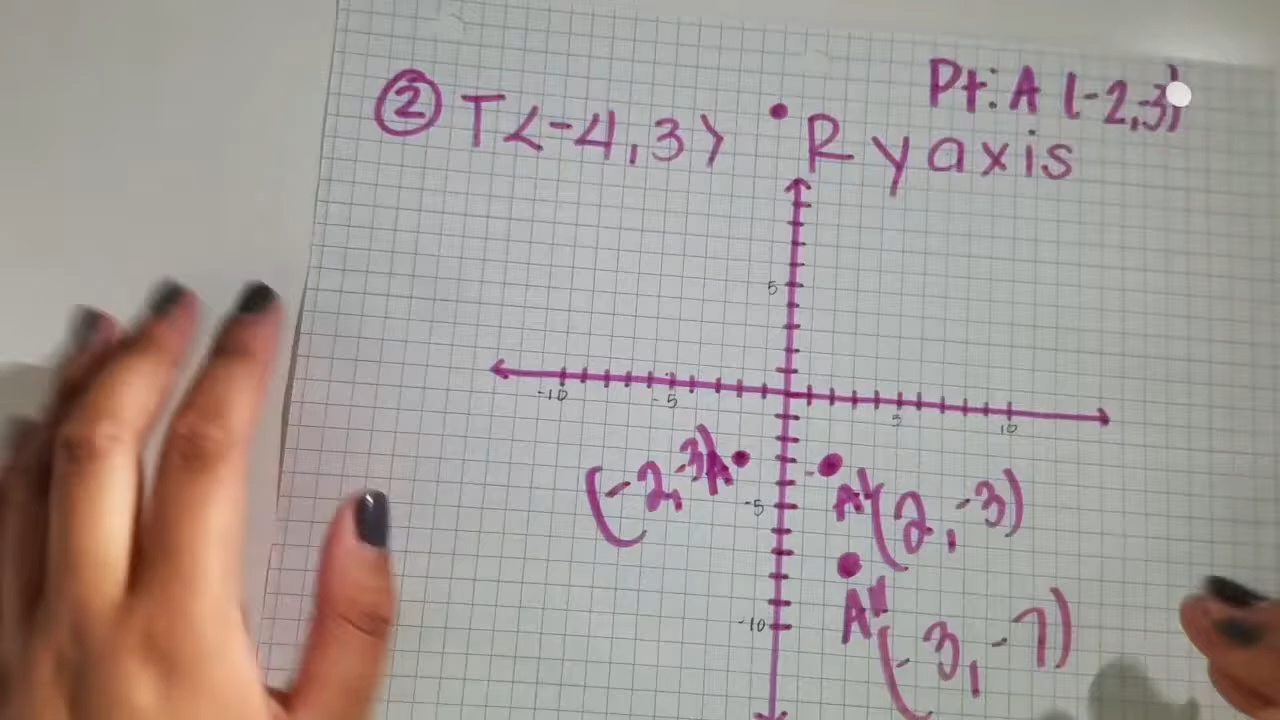 Pt: A (-2,-3)
② T<-4,3> • R y axis
5
-10 -5 5 10
(-2,-3) A
A' (2,-3)
-5
A"
-10
(-3,-7)